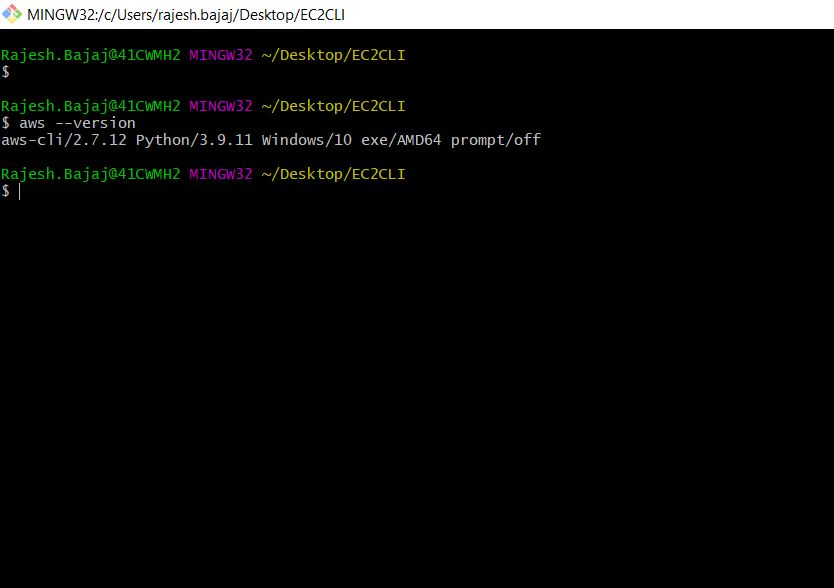 MINGW32:/c/Users/rajesh.bajaj/Desktop/EC2CLI
Rajesh.Bajaj@41CWMH2 MINGW32 ~/Desktop/EC2CLI
$
Rajesh.Bajaj@41CWMH2 MINGW32 ~/Desktop/EC2CLI
$ aws --version
aws-cli/2.7.12 Python/3.9.11 Windows/10 exe/AMD64 prompt/off
Rajesh.Bajaj@41CWMH2 MINGW32 ~/Desktop/EC2CLI
$